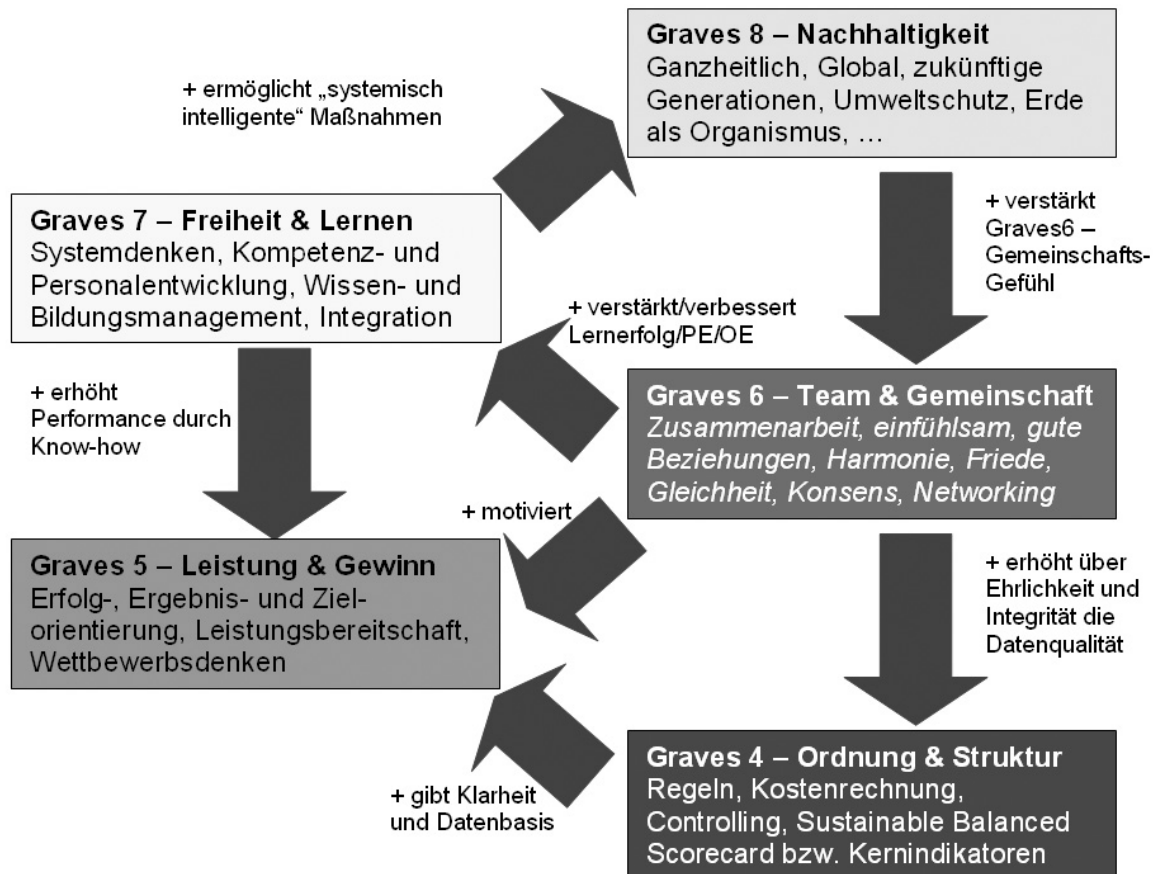 Graves 8 – Nachhaltigkeit
Ganzheitlich, Global, zukünftige
Generationen, Umweltschutz, Erde
als Organismus, …
+ ermöglicht „systemisch
intelligente“ Maßnahmen
Graves 7 – Freiheit & Lernen
Systemdenken, Kompetenz- und
Personalentwicklung, Wissen- und
Bildungsmanagement, Integration
+ verstärkt
Graves6 –
Gemeinschafts-
Gefühl
+ verstärkt/verbessert
Lernerfolg/PE/OE
+ erhöht
Performance durch
Know-how
Graves 6 – Team & Gemeinschaft
Zusammenarbeit, einfühlsam, gute
Beziehungen, Harmonie, Friede,
Gleichheit, Konsens, Networking
+ motiviert
Graves 5 – Leistung & Gewinn
Erfolg-, Ergebnis- und Ziel-
orientierung, Leistungsbereitschaft,
Wettbewerbsdenken
+ erhöht über
Ehrlichkeit und
Integrität die
Datenqualität
+ gibt Klarheit
und Datenbasis
Graves 4 – Ordnung & Struktur
Regeln, Kostenrechnung,
Controlling, Sustainable Balanced
Scorecard bzw. Kernindikatoren